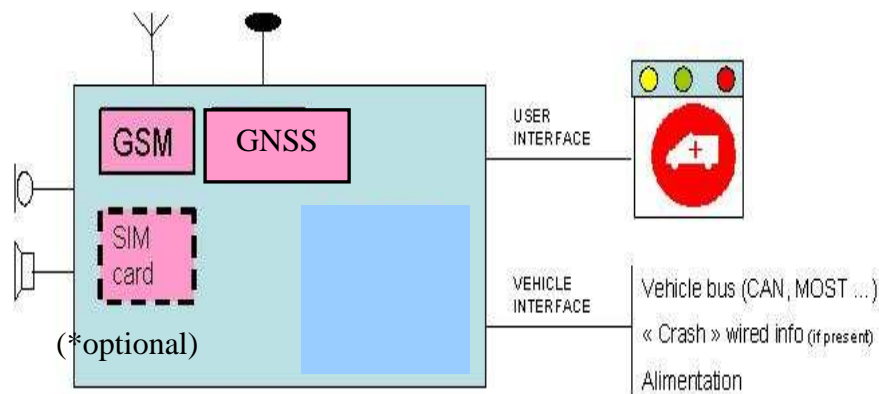 GSM
GNSS
SIM
card
(*optional)
USER
INTERFACE
VEHICLE
INTERFACE
Vehicle bus (CAN, MOST ...)
« Crash » wired info (if present)
Alimentation